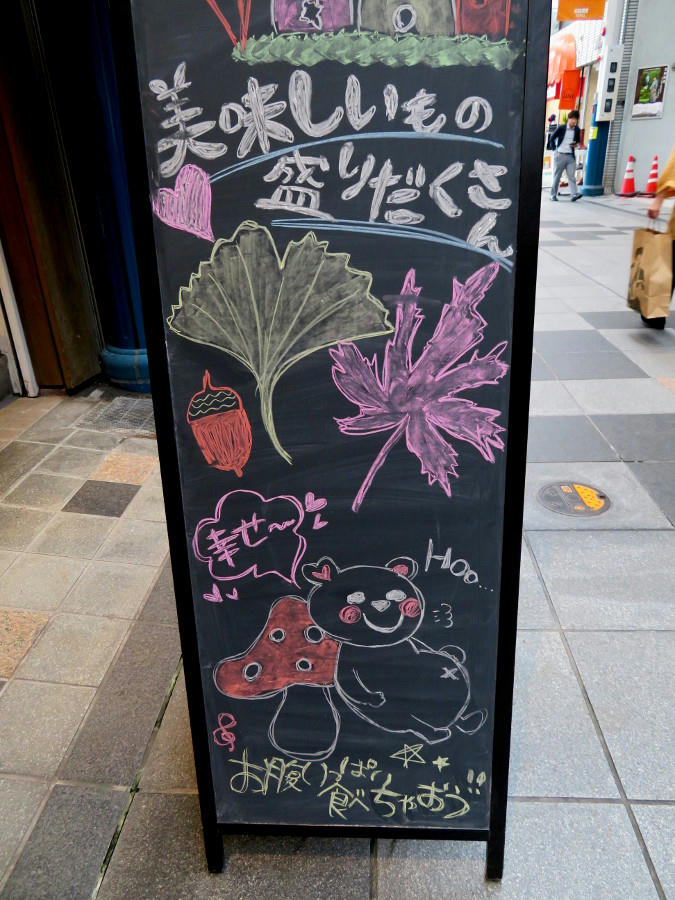 美味しいもの
盛りだくさん
幸せ〜
Hoo...
お腹いっぱい
食べちゃおう!!